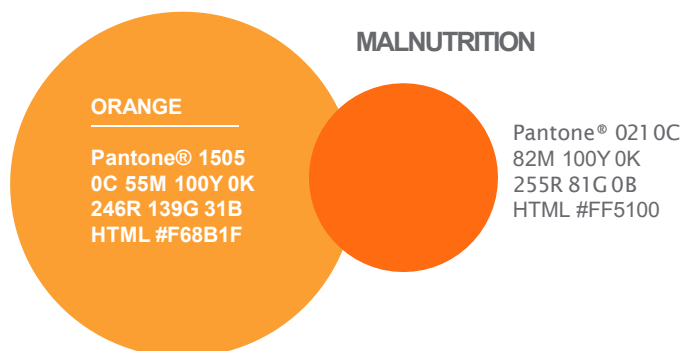 MALNUTRITION
ORANGE
Pantone® 1505
0C 55M 100Y 0K
246R 139G 31B
HTML #F68B1F
Pantone® 021 0C
82M 100Y 0K
255R 81G 0B
HTML #FF5100